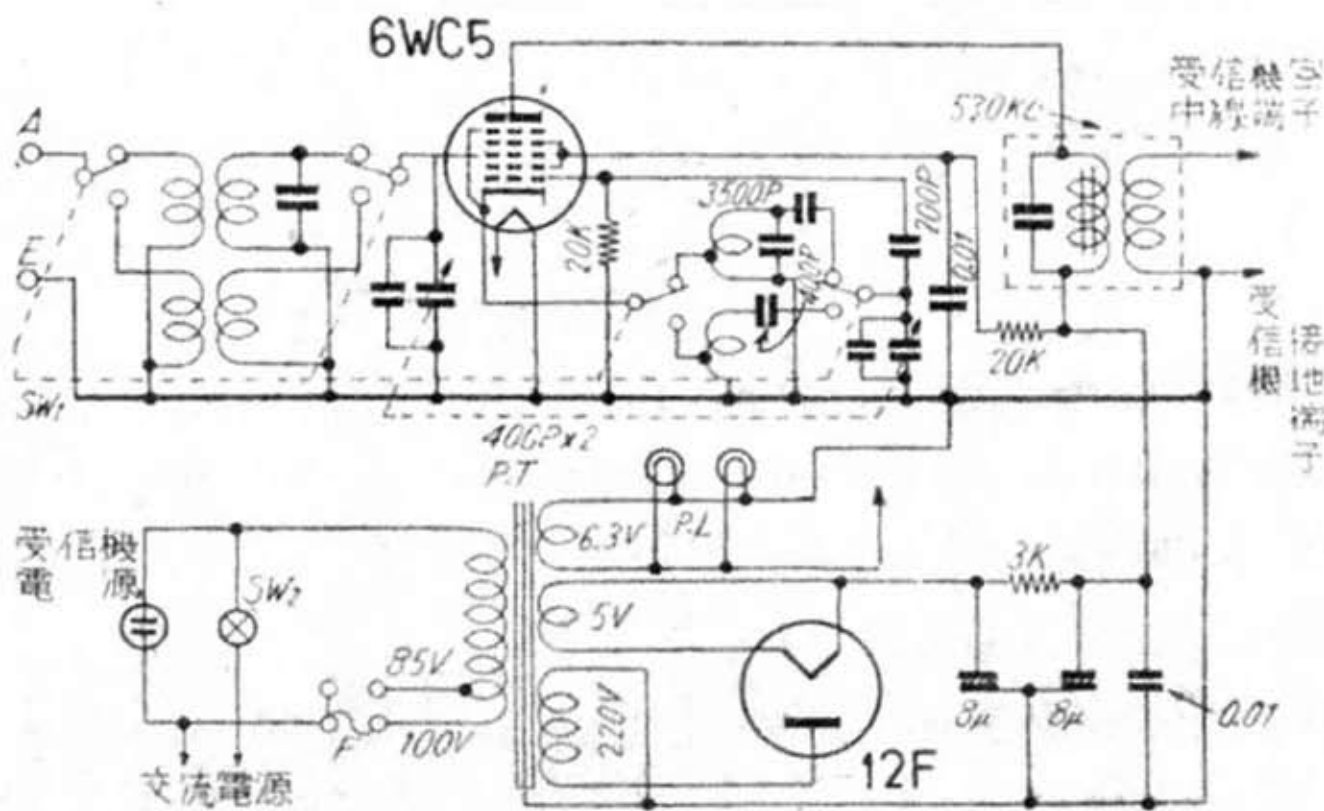 6WC5
受信機空
中線端子
530KC
A
E
SW1
20K
3500P
400P
700P
0.01
20K
受信機
接地端子
400P×2
P.T
受信機
電源
SW2
85V
F
100V
交流電源
6.3V
P.L
5V
220V
12F
3K
8μ
8μ
0.01